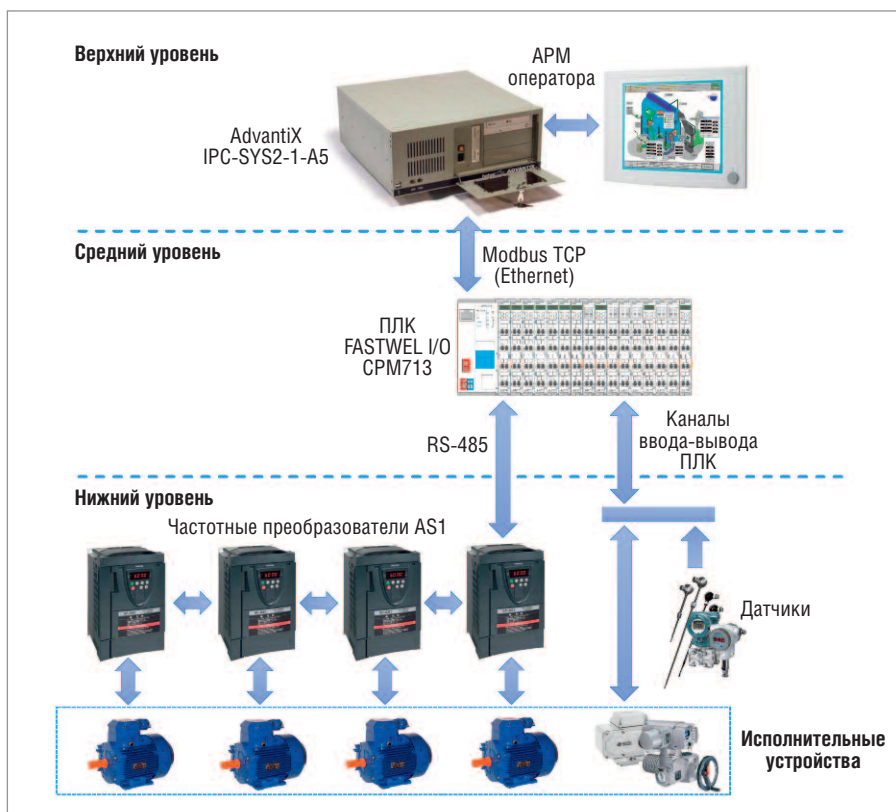 Верхний уровень
АРМ
оператора
AdvantiX
IPC-SYS2-1-A5
ADVANTIX
Средний уровень
Modbus TCP
(Ethernet)
ПЛК
FASTWEL I/O
CPM713
RS-485
Каналы
ввода-вывода
ПЛК
Нижний уровень
Частотные преобразователи AS1
Датчики
Исполнительные
устройства